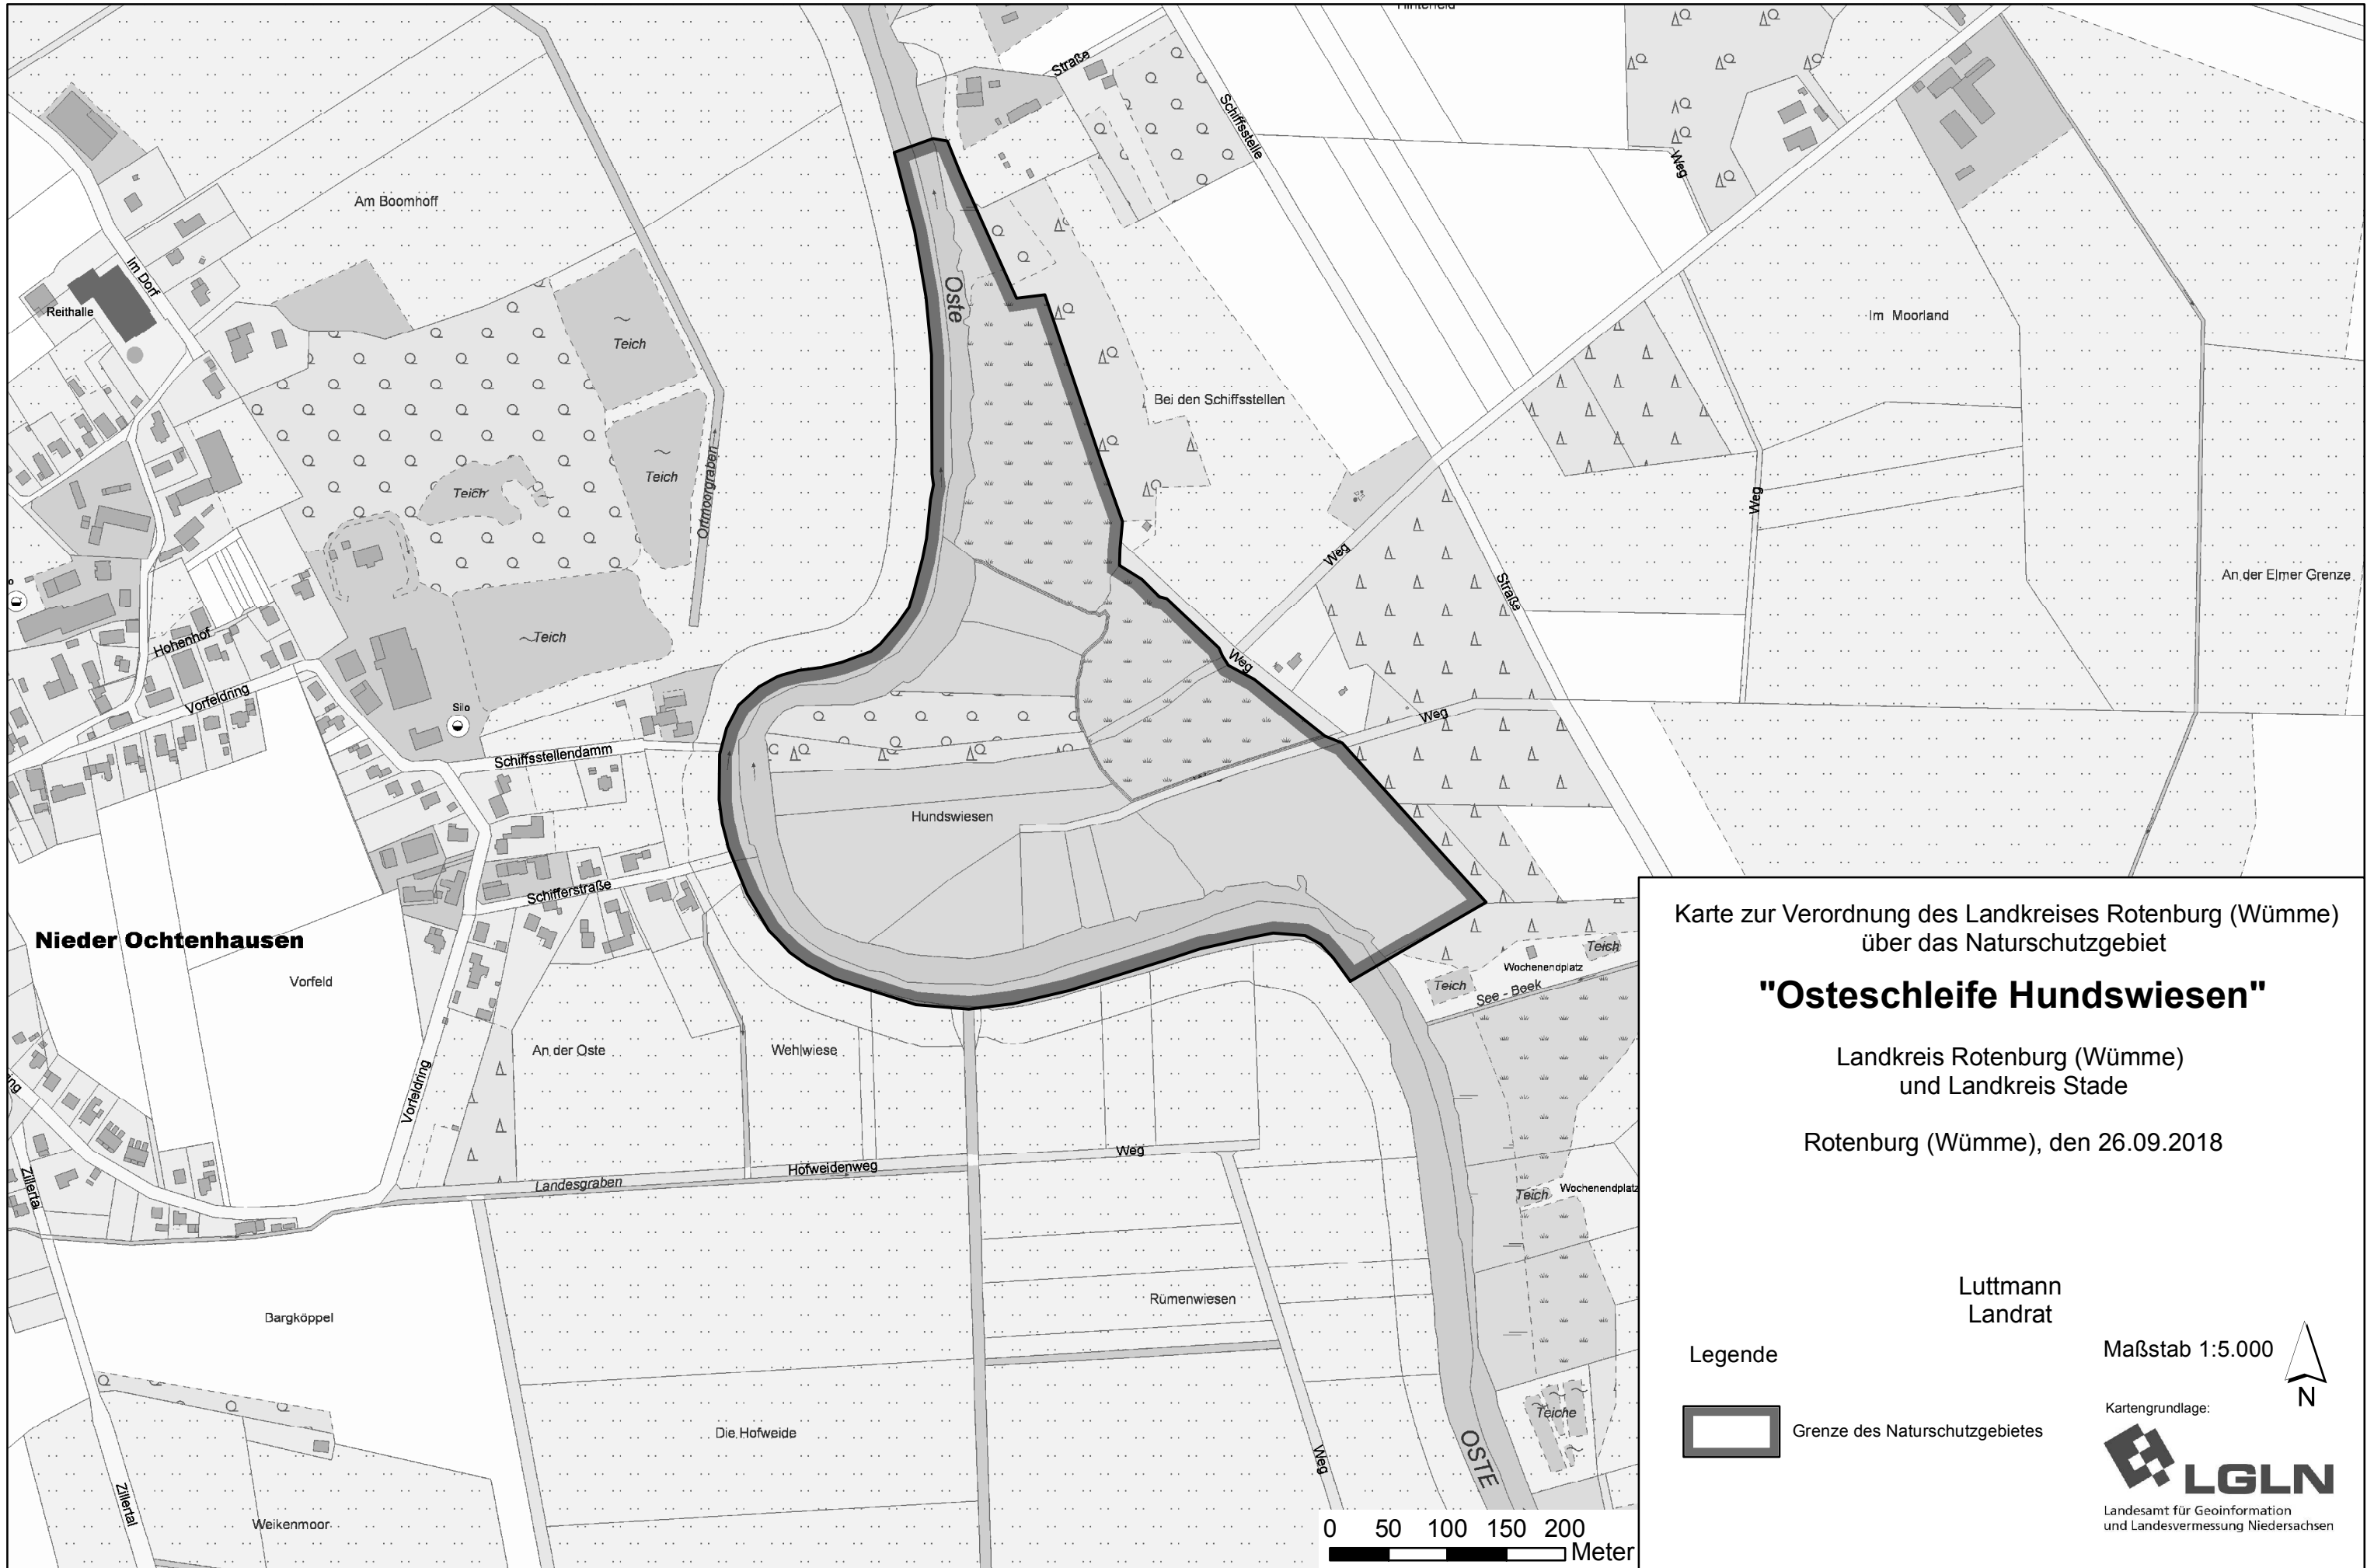 Straße
Schiffsstelle
Weg
Am Boomhoff
Im Dorf
Reithalle
Oste
Teich
Teich
Teich
Teich
Ortmoorgraben
Bei den Schiffsstellen
Im Moorland
Weg
Weg
Straße
An der Elmer Grenze
Hohenhof
Vorfeldring
Silo
Schiffsstellendamm
Weg
Weg
Hundswiesen
Schifferstraße
Nieder Ochtenhausen
Vorfeld
An der Oste
Wehlwiese
Vorfeldring
Teich
Wochenendplatz
Teich
See - Beek
Hofweidenweg
Weg
Landesgraben
Teich
Wochenendplatz
Zillertal
Bargköppel
Rümenwiesen
Die Hofweide
Weg
OSTE
Teiche
Zillertal
Weikenmoor
0 50 100 150 200
Meter
Karte zur Verordnung des Landkreises Rotenburg (Wümme)
über das Naturschutzgebiet
"Osteschleife Hundswiesen"
Landkreis Rotenburg (Wümme)
und Landkreis Stade
Rotenburg (Wümme), den 26.09.2018
Luttmann
Landrat
Legende
Maßstab 1:5.000
N
Grenze des Naturschutzgebietes
Kartengrundlage:
LGLN
Landesamt für Geoinformation
und Landesvermessung Niedersachsen